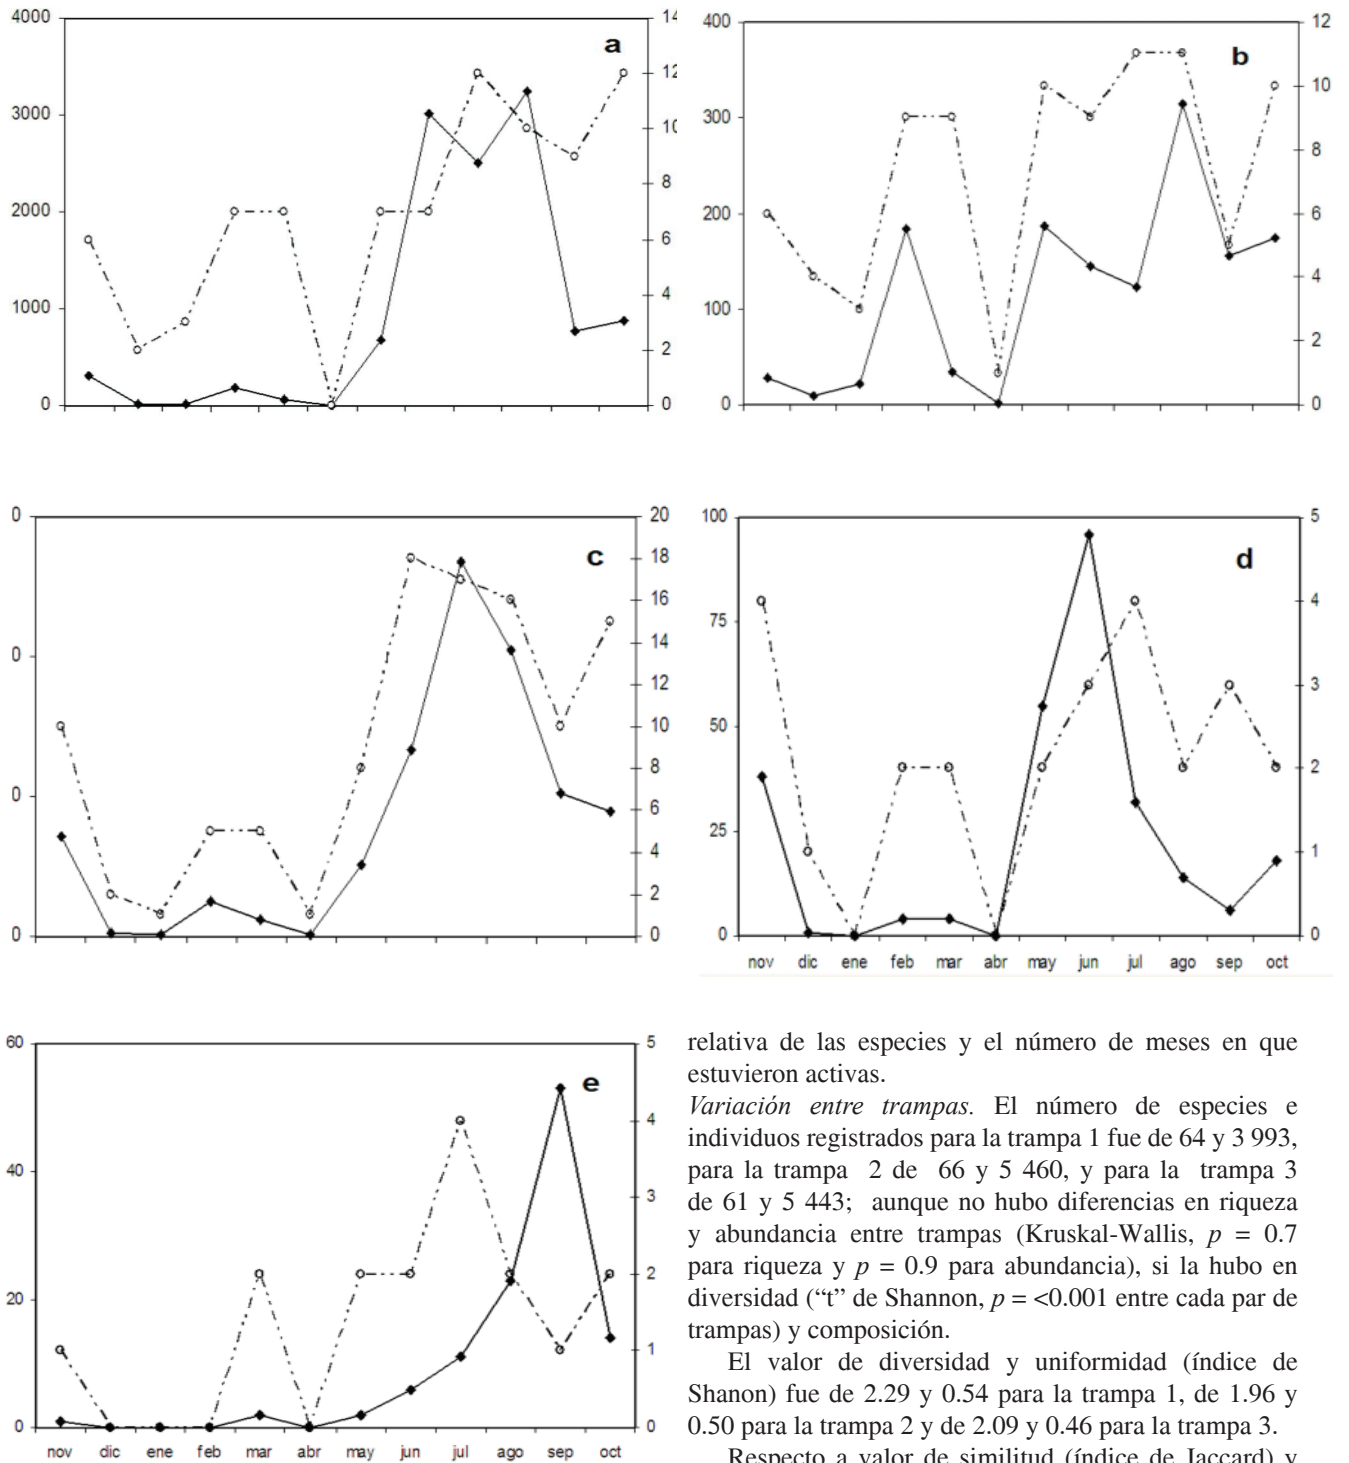 4000
3000
2000
1000
0
a
14
12
10
8
6
4
2
0
400
300
200
100
0
b
12
10
8
6
4
2
0
0
0
0
0
c
20
18
16
14
12
10
8
6
4
2
0
100
75
50
25
0
d
5
4
3
2
1
0
nov dic ene feb mar abr may jun jul ago sep oct
60
40
20
0
e
5
4
3
2
1
0
nov dic ene feb mar abr may jun jul ago sep oct
relativa de las especies y el número de meses en que
estuvieron activas.
Variación entre trampas. El número de especies e
individuos registrados para la trampa 1 fue de 64 y 3 993,
para la trampa 2 de 66 y 5 460, y para la trampa 3
de 61 y 5 443; aunque no hubo diferencias en riqueza
y abundancia entre trampas (Kruskal-Wallis, p = 0.7
para riqueza y p = 0.9 para abundancia), si la hubo en
diversidad (“t” de Shannon, p = <0.001 entre cada par de
trampas) y composición.
El valor de diversidad y uniformidad (índice de
Shanon) fue de 2.29 y 0.54 para la trampa 1, de 1.96 y
0.50 para la trampa 2 y de 2.09 y 0.46 para la trampa 3.
Respecto a valor de similitud (índice de Jaccard) y